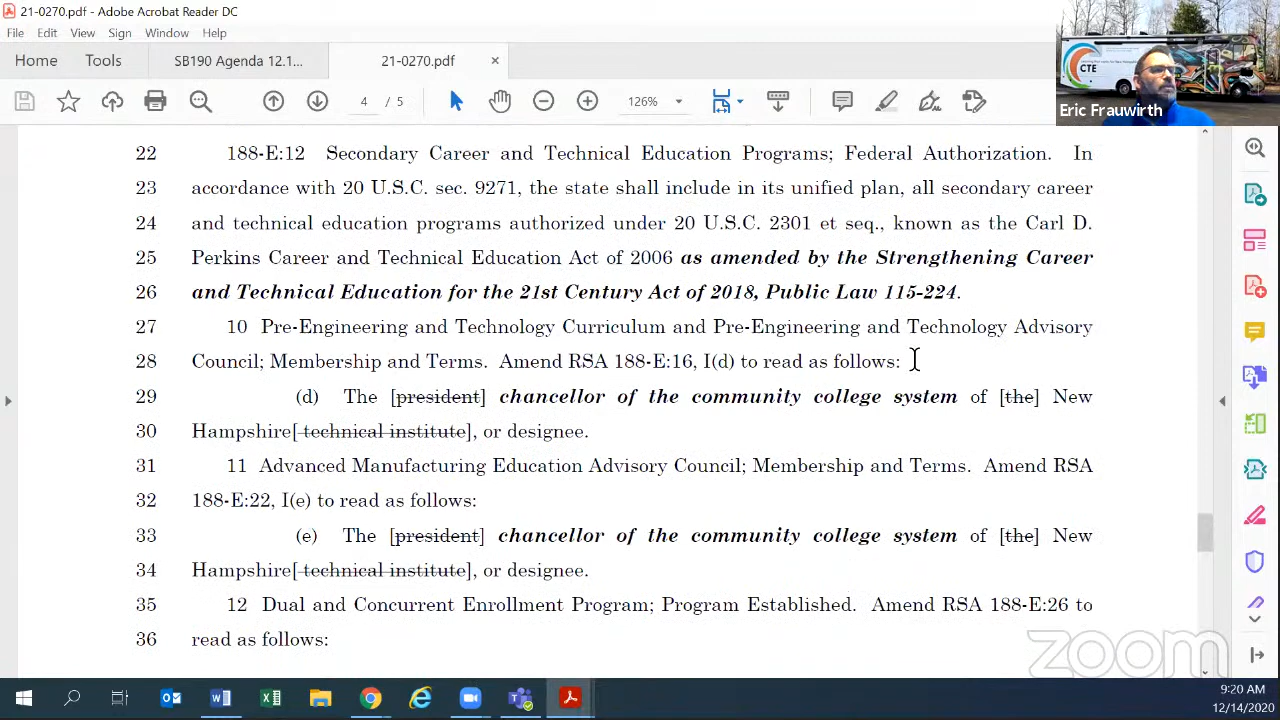 21-0270.pdf - Adobe Acrobat Reader DC
File Edit View Sign Window Help
Home Tools SB190 Agenda 12.1... 21-0270.pdf ×
4 / 5 126%
CTE
Eric Frauwirth
22 188-E:12 Secondary Career and Technical Education Programs; Federal Authorization. In
23 accordance with 20 U.S.C. sec. 9271, the state shall include in its unified plan, all secondary career
24 and technical education programs authorized under 20 U.S.C. 2301 et seq., known as the Carl D.
25 Perkins Career and Technical Education Act of 2006 as amended by the Strengthening Career
26 and Technical Education for the 21st Century Act of 2018, Public Law 115-224.
27 10 Pre-Engineering and Technology Curriculum and Pre-Engineering and Technology Advisory
28 Council; Membership and Terms. Amend RSA 188-E:16, I(d) to read as follows:
29 (d) The [president] chancellor of the community college system of [the] New
30 Hampshire[ technical institute], or designee.
31 11 Advanced Manufacturing Education Advisory Council; Membership and Terms. Amend RSA
32 188-E:22, I(e) to read as follows:
33 (e) The [president] chancellor of the community college system of [the] New
34 Hampshire[ technical institute], or designee.
35 12 Dual and Concurrent Enrollment Program; Program Established. Amend RSA 188-E:26 to
36 read as follows:
zoom
9:20 AM
12/14/2020